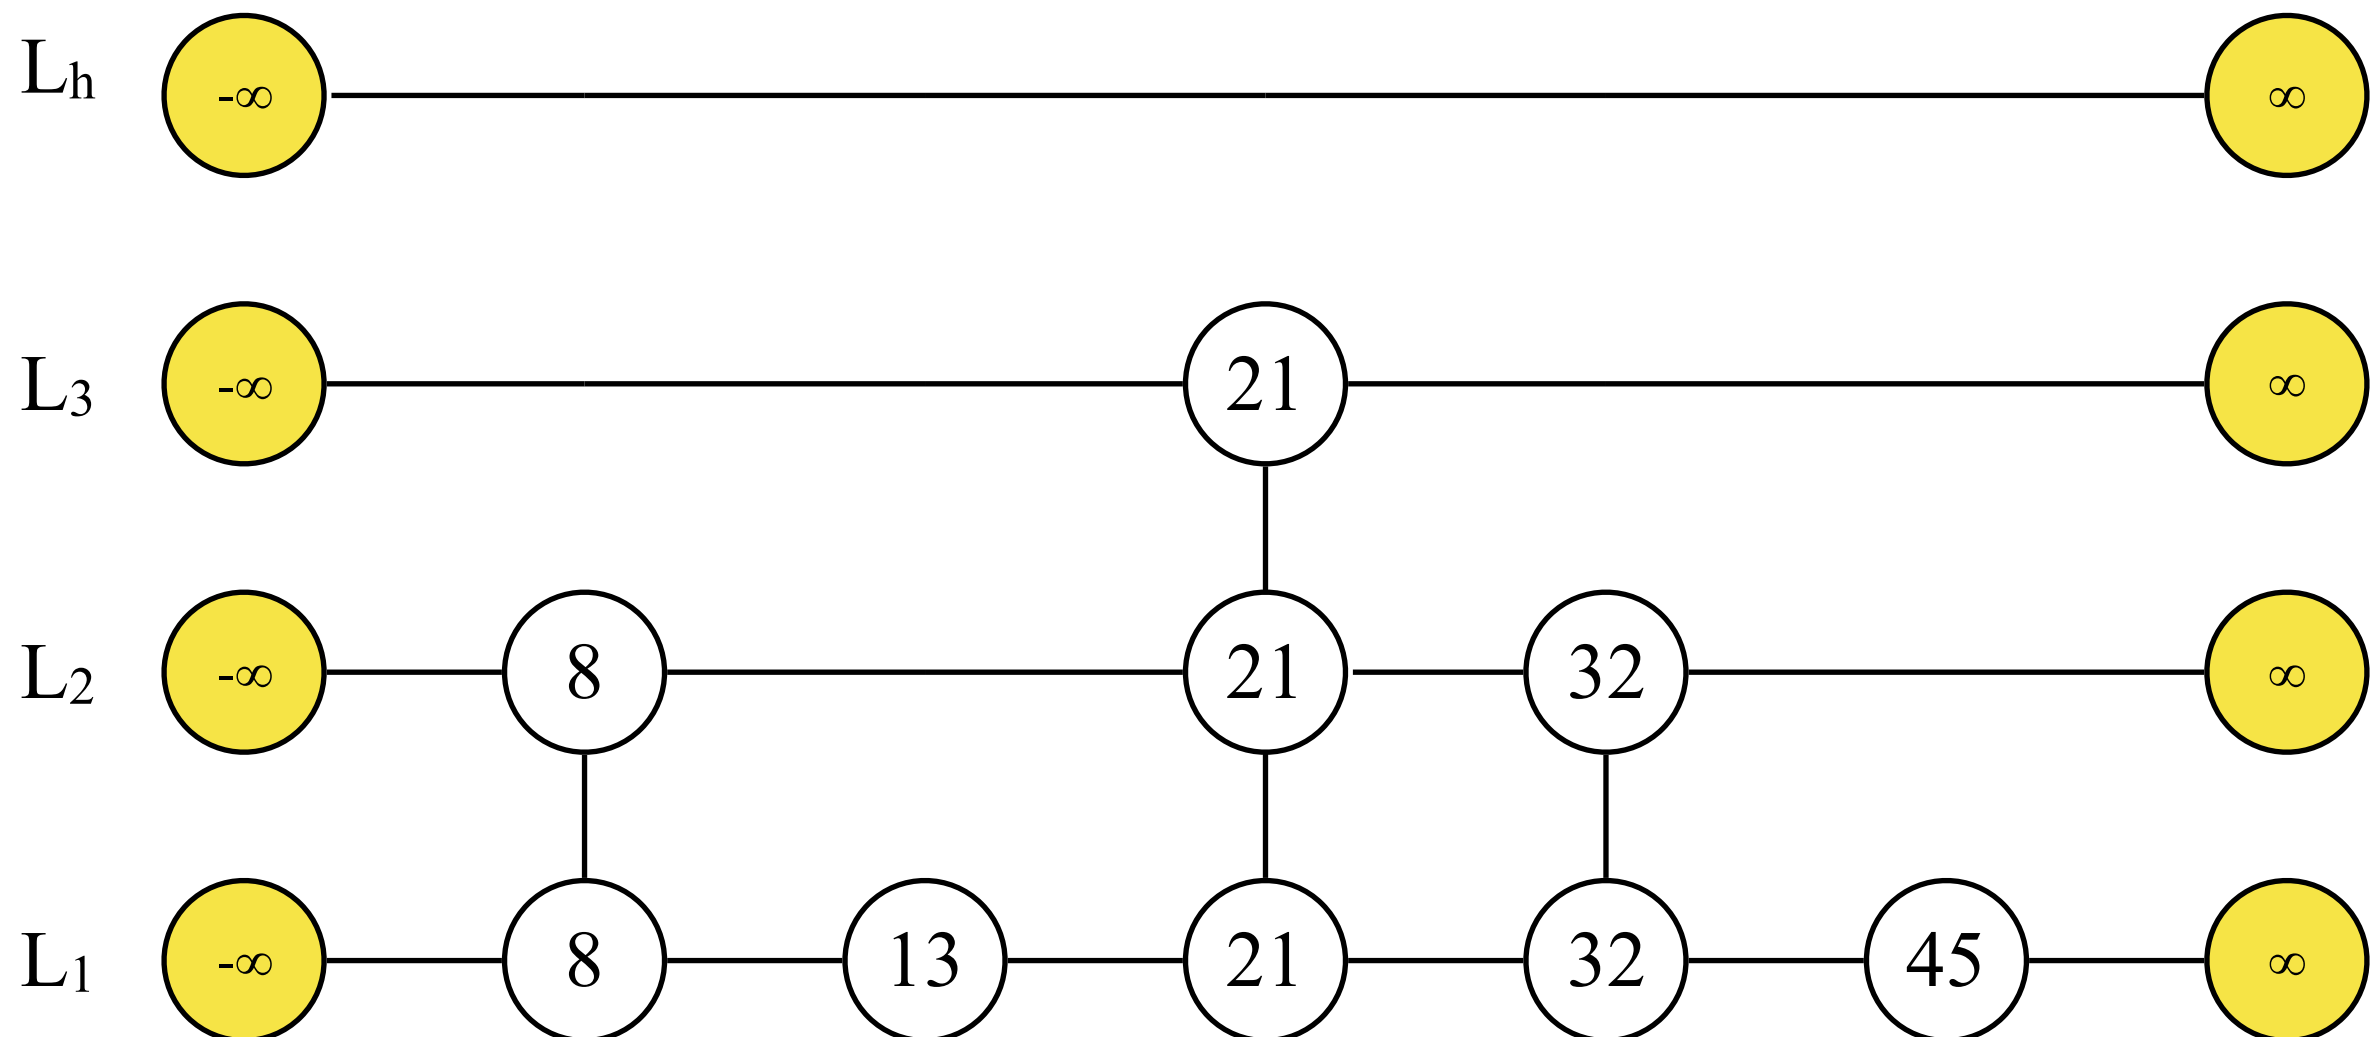 Lₕ -∞ ∞
L₃ -∞ 21 ∞
L₂ -∞ 8 21 32 ∞
L₁ -∞ 8 13 21 32 45 ∞